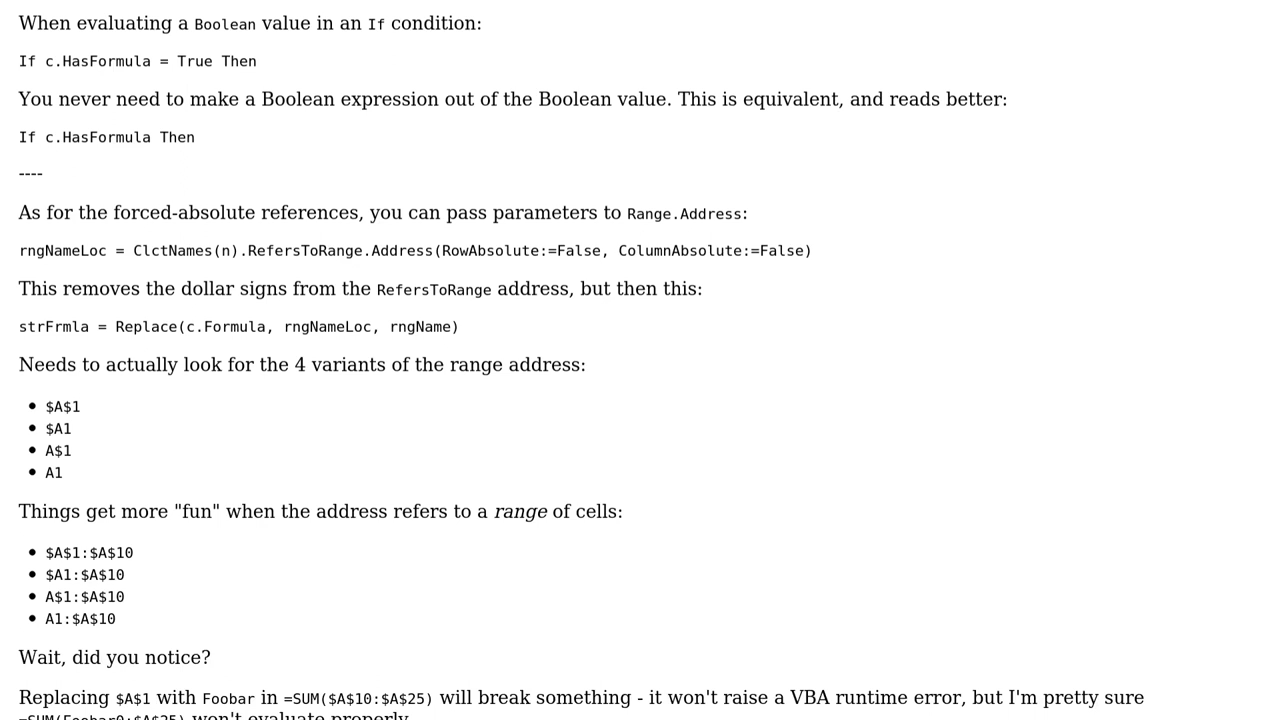 When evaluating a Boolean value in an If condition:
If c.HasFormula = True Then
You never need to make a Boolean expression out of the Boolean value. This is equivalent, and reads better:
If c.HasFormula Then
----
As for the forced-absolute references, you can pass parameters to Range.Address:
rngNameLoc = ClctNames(n).RefersToRange.Address(RowAbsolute:=False, ColumnAbsolute:=False)
This removes the dollar signs from the RefersToRange address, but then this:
strFrmla = Replace(c.Formula, rngNameLoc, rngName)
Needs to actually look for the 4 variants of the range address:
• $A$1
• $A1
• A$1
• A1
Things get more "fun" when the address refers to a range of cells:
• $A$1:$A$10
• $A1:$A$10
• A$1:$A$10
• A1:$A$10
Wait, did you notice?
Replacing $A$1 with Foobar in =SUM($A$10:$A$25) will break something - it won't raise a VBA runtime error, but I'm pretty sure
=SUM(Foobar0:$A$25) won't evaluate properly.